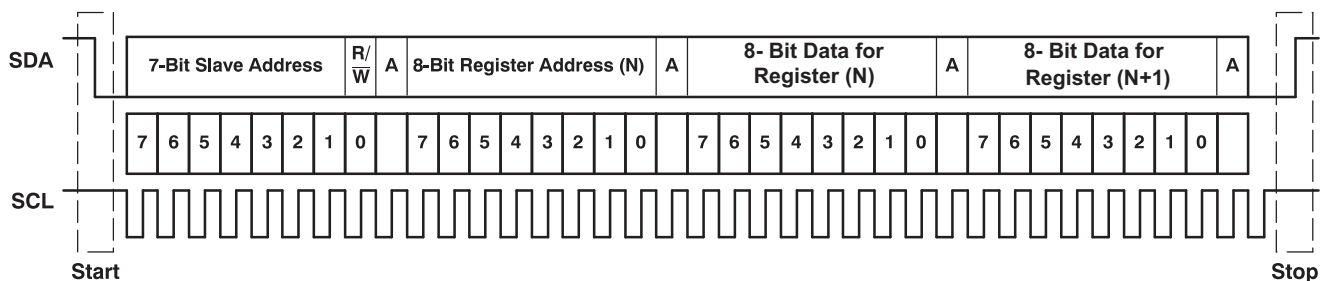 SDA
7-Bit Slave Address R/W A 8-Bit Register Address (N) A 8- Bit Data for Register (N) A 8- Bit Data for Register (N+1) A
7 6 5 4 3 2 1 0 7 6 5 4 3 2 1 0 7 6 5 4 3 2 1 0 7 6 5 4 3 2 1 0
SCL
Start Stop